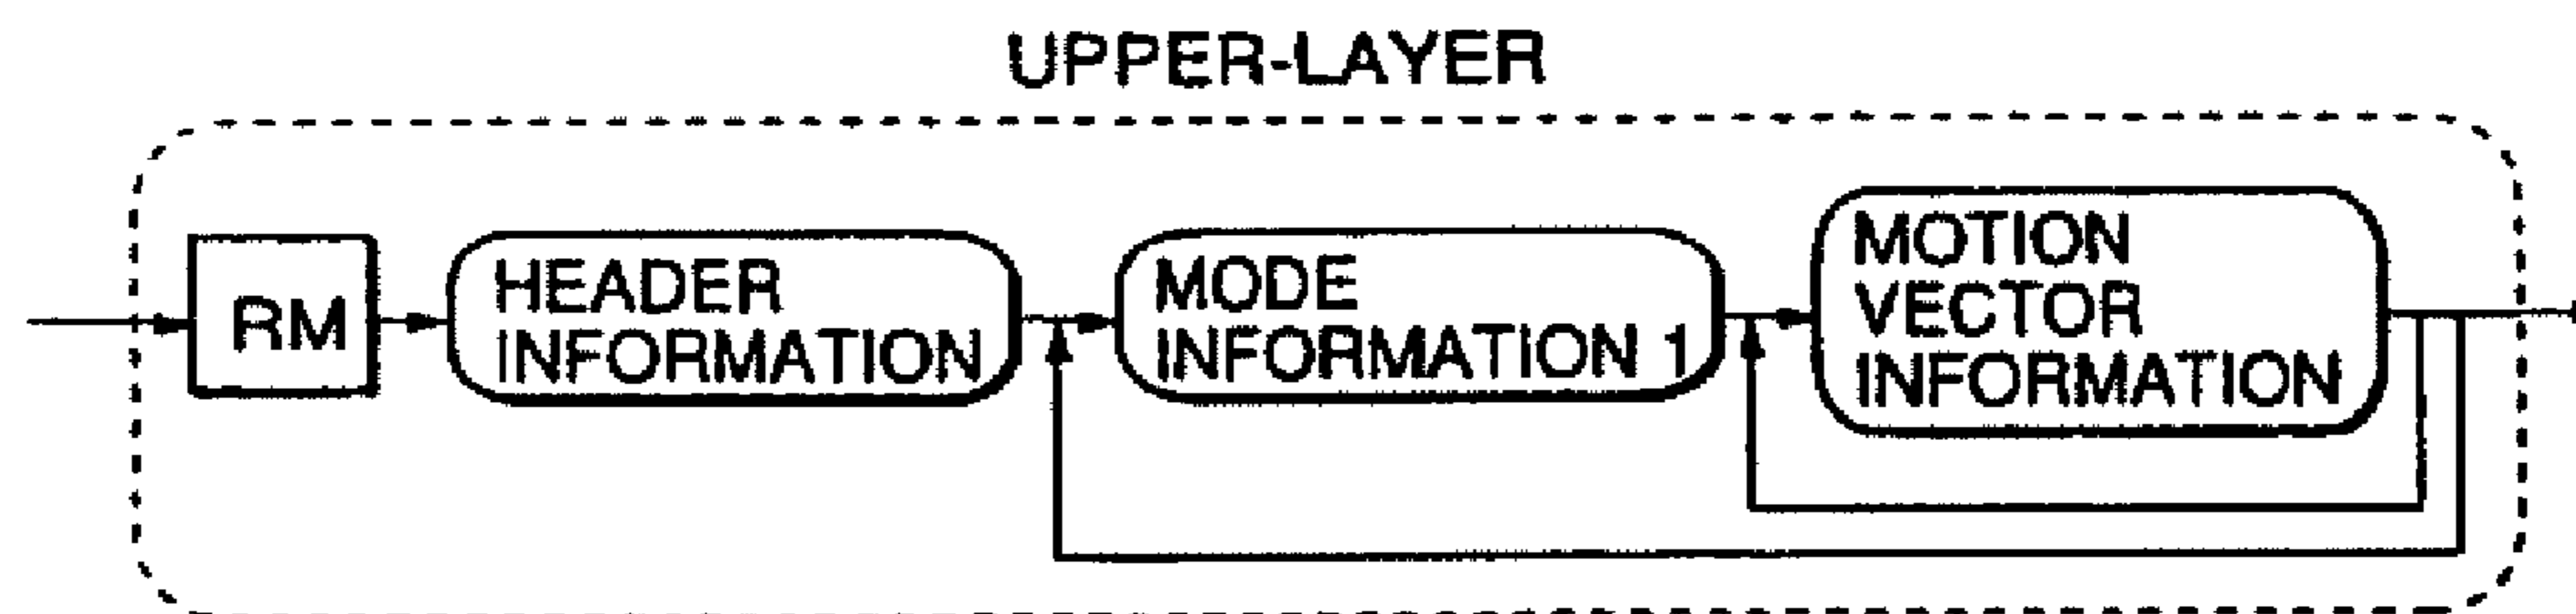 UPPER-LAYER
RM
HEADER
INFORMATION
MODE
INFORMATION 1
MOTION
VECTOR
INFORMATION